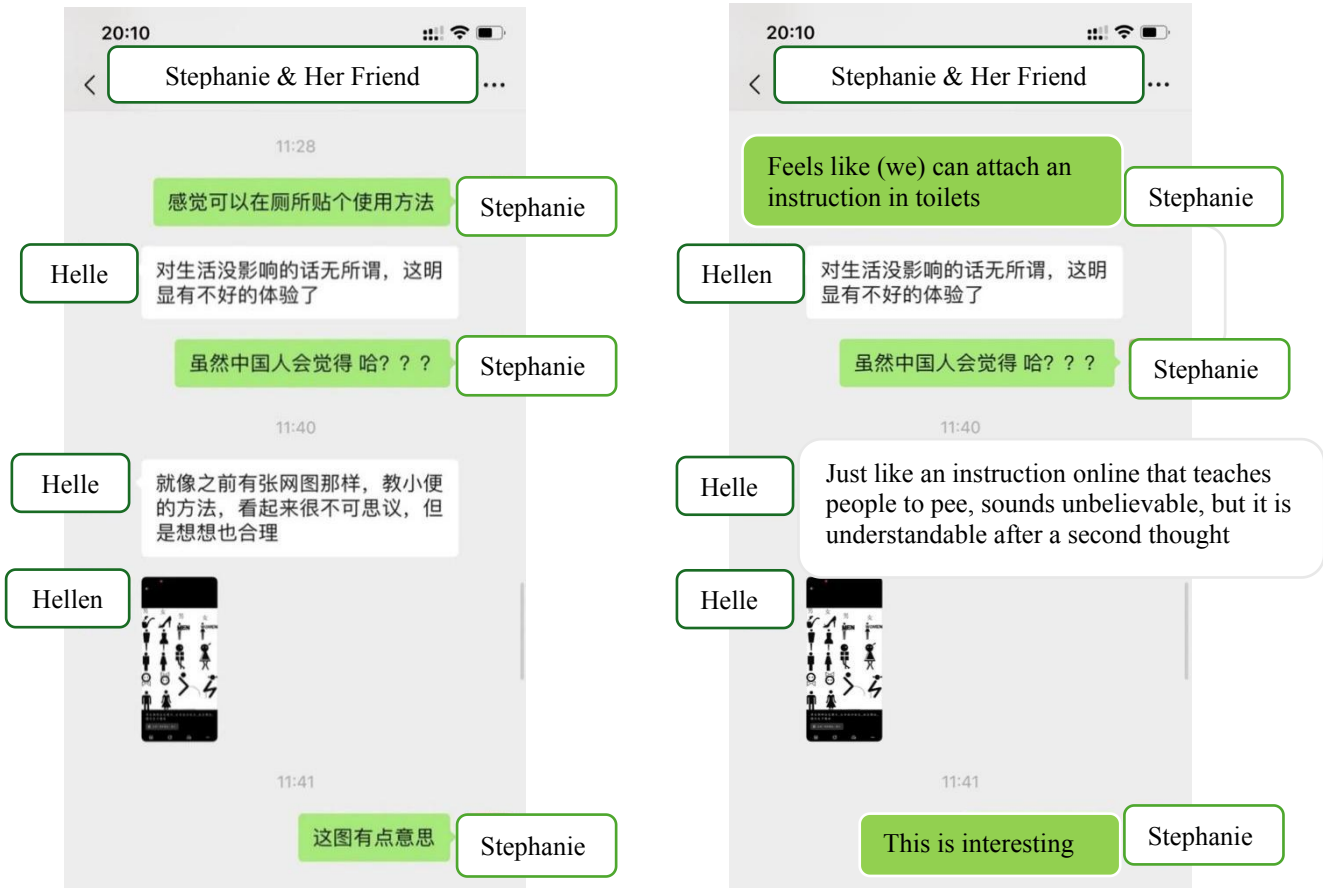 20:10
Stephanie & Her Friend
11:28
感觉可以在厕所贴个使用方法
Stephanie
Helle
对生活没影响的话无所谓，这明
显有不好的体验了
虽然中国人会觉得 哈？？？
Stephanie
11:40
Helle
就像之前有张网图那样，教小便
的方法，看起来很不可思议，但
是想想也合理
Hellen
11:41
这图有点意思
Stephanie
20:10
Stephanie & Her Friend
Feels like (we) can attach an
instruction in toilets
Stephanie
Hellen
对生活没影响的话无所谓，这明
显有不好的体验了
虽然中国人会觉得 哈？？？
Stephanie
11:40
Helle
Just like an instruction online that teaches
people to pee, sounds unbelievable, but it is
understandable after a second thought
Helle
11:41
This is interesting
Stephanie